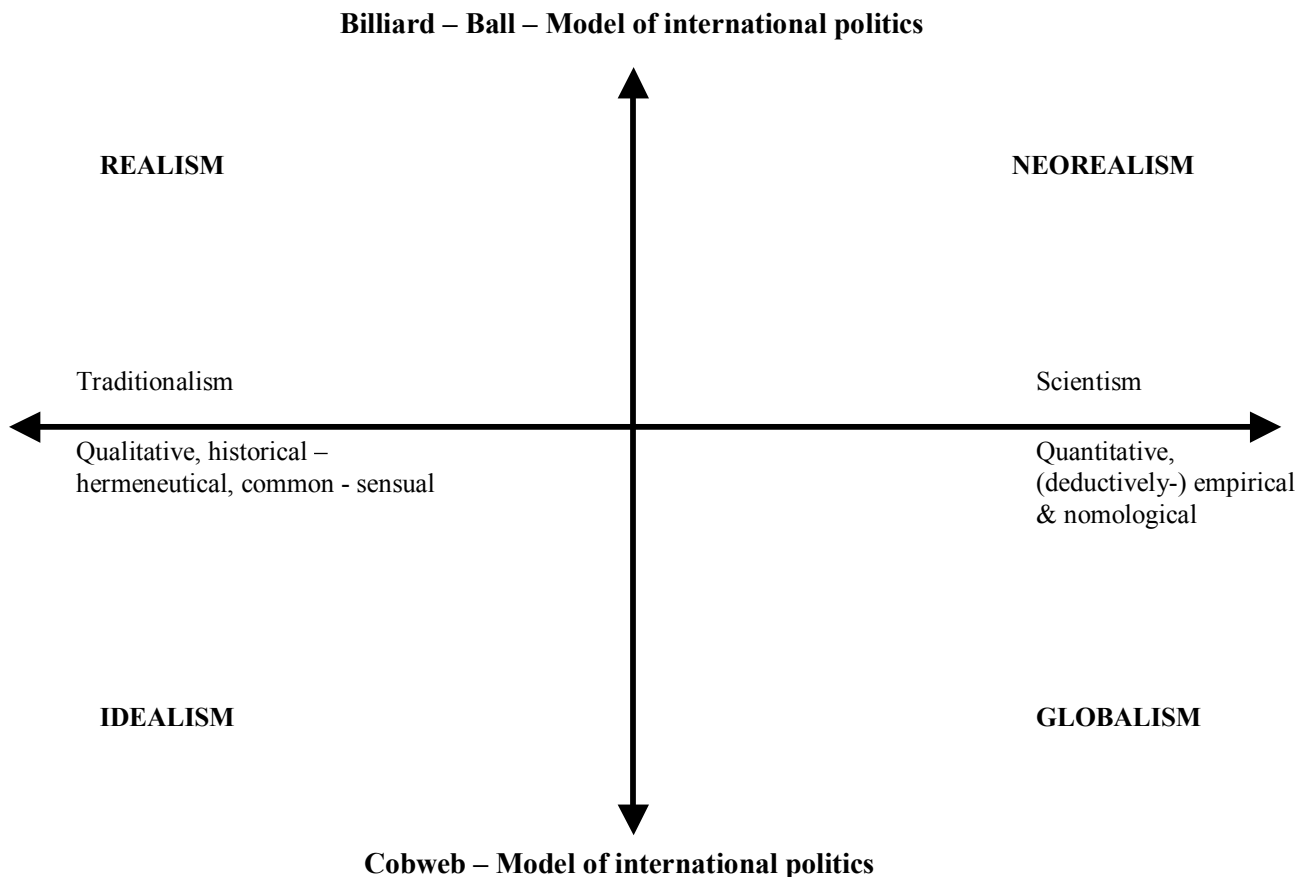 Billiard – Ball – Model of international politics
REALISM
NEOREALISM
Traditionalism
Scientism
Qualitative, historical –
hermeneutical, common - sensual
Quantitative,
(deductively-) empirical
& nomological
IDEALISM
GLOBALISM
Cobweb – Model of international politics